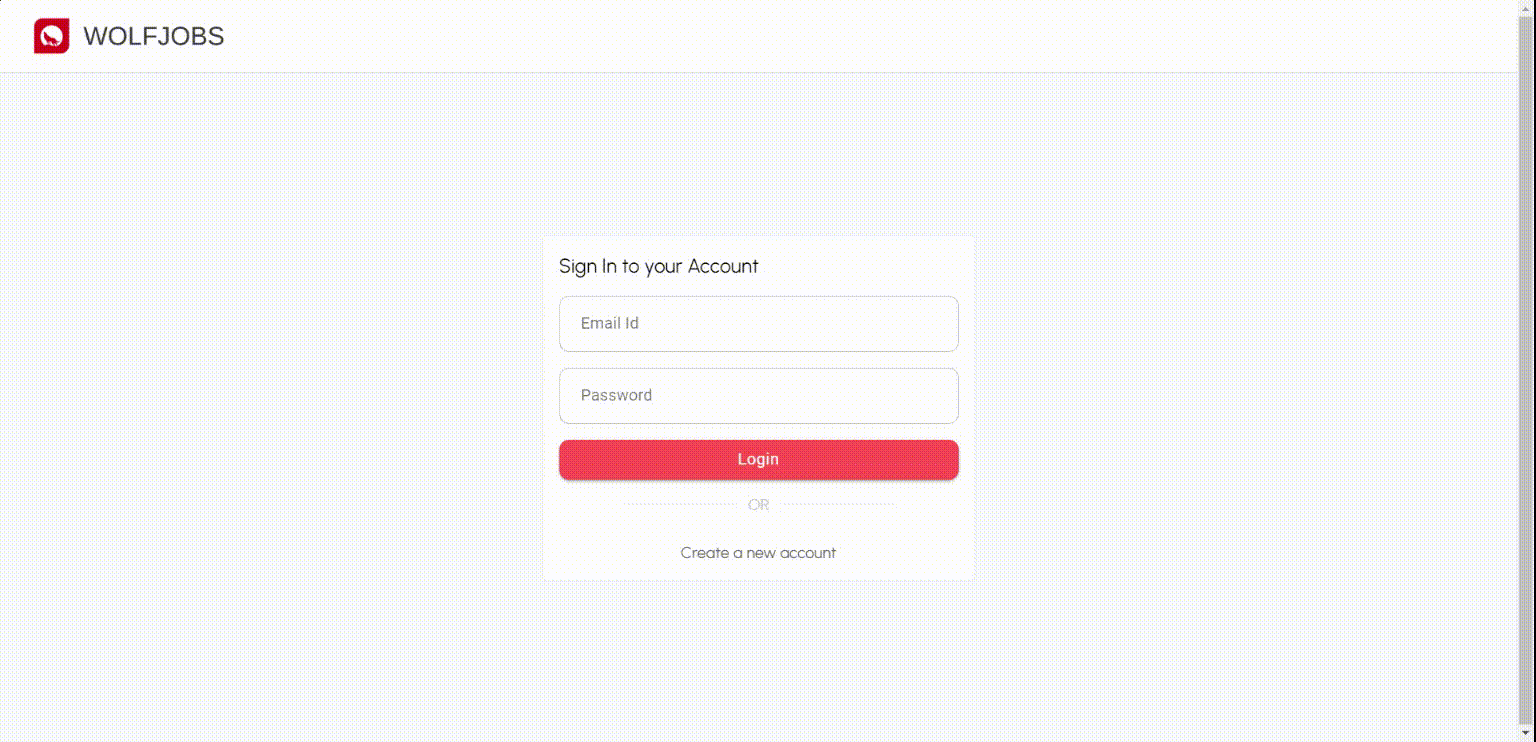 WOLFJOBS
Sign In to your Account
Email Id
Password
Login
OR
Create a new account